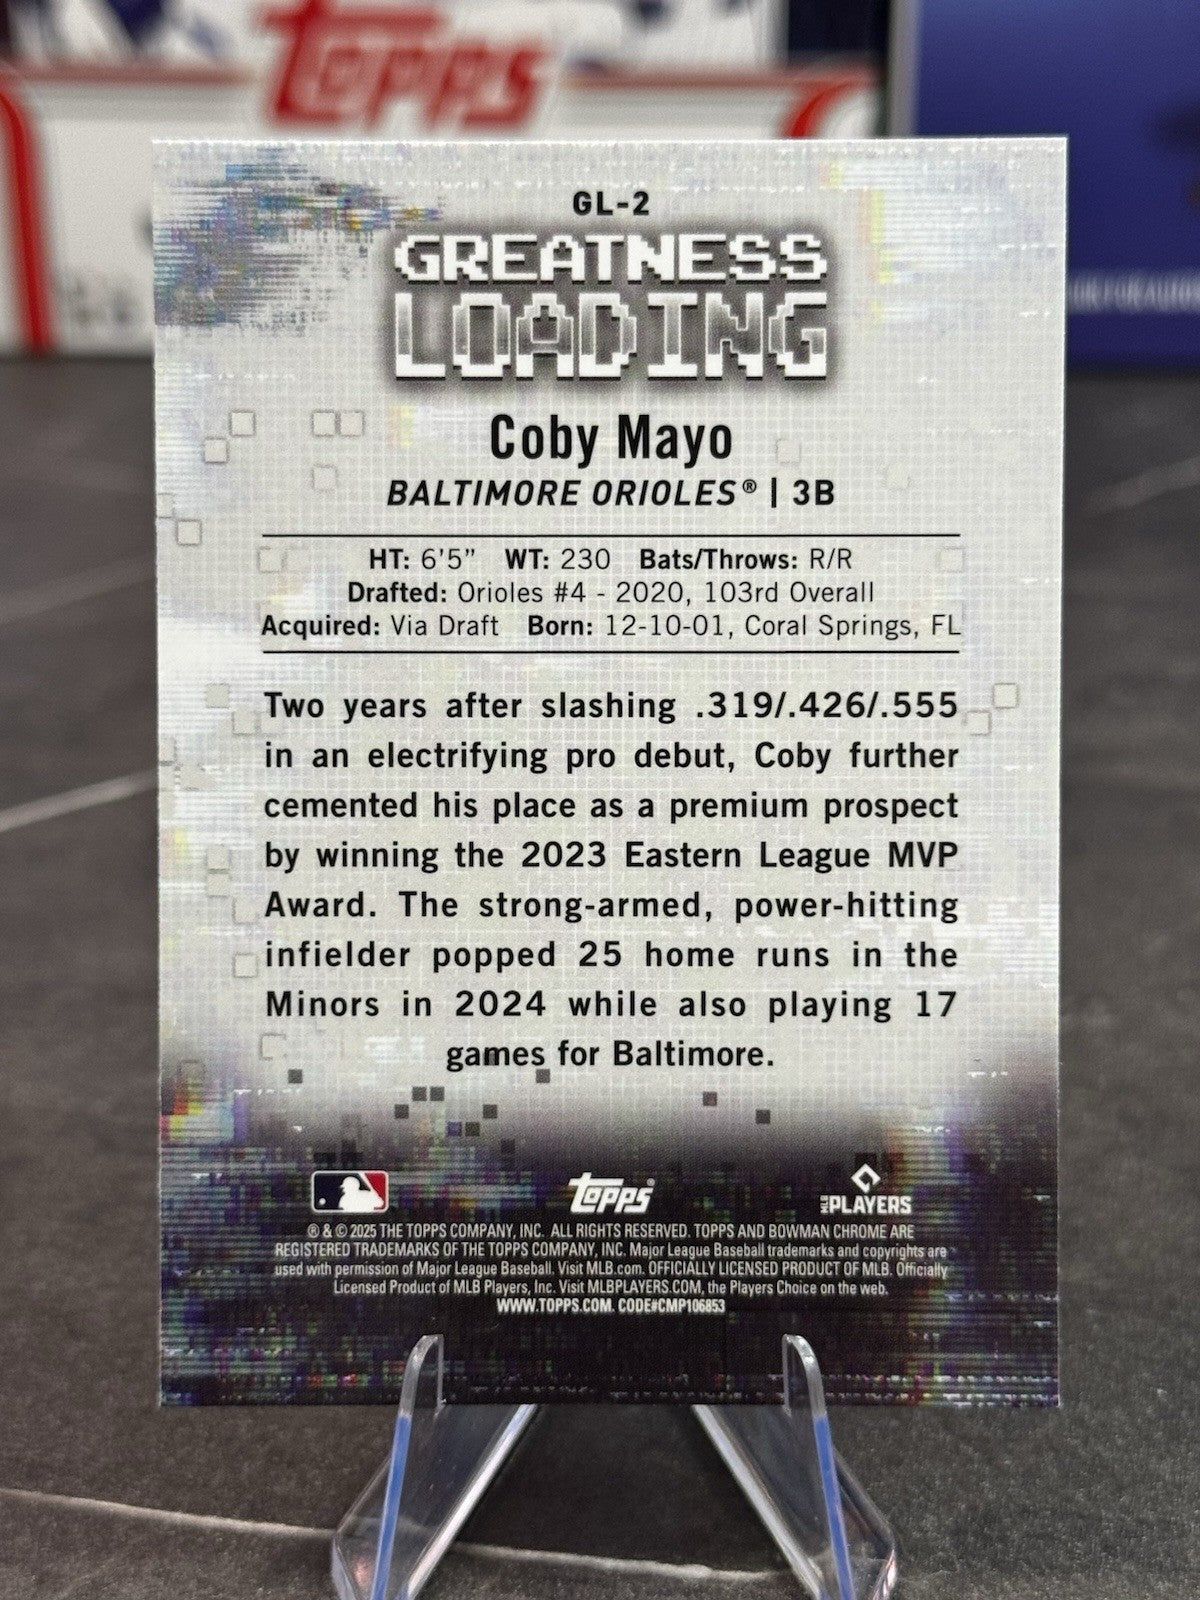 Topps
GL-2
GREATNESS
LOADING
Coby Mayo
BALTIMORE ORIOLES® | 3B
HT: 6'5" WT: 230 Bats/Throws: R/R
Drafted: Orioles #4 - 2020, 103rd Overall
Acquired: Via Draft Born: 12-10-01, Coral Springs, FL
Two years after slashing .319/.426/.555
in an electrifying pro debut, Coby further
cemented his place as a premium prospect
by winning the 2023 Eastern League MVP
Award. The strong-armed, power-hitting
infielder popped 25 home runs in the
Minors in 2024 while also playing 17
games for Baltimore.
Topps® MLB PLAYERS
® & © 2025 THE TOPPS COMPANY, INC. ALL RIGHTS RESERVED. TOPPS AND BOWMAN CHROME ARE
REGISTERED TRADEMARKS OF THE TOPPS COMPANY, INC. Major League Baseball trademarks and copyrights are
used with permission of Major League Baseball. Visit MLB.com. OFFICIALLY LICENSED PRODUCT OF MLB. Officially
Licensed Product of MLB Players, Inc. Visit MLBPLAYERS.COM, the Players Choice on the web.
WWW.TOPPS.COM. CODE#CMP106853